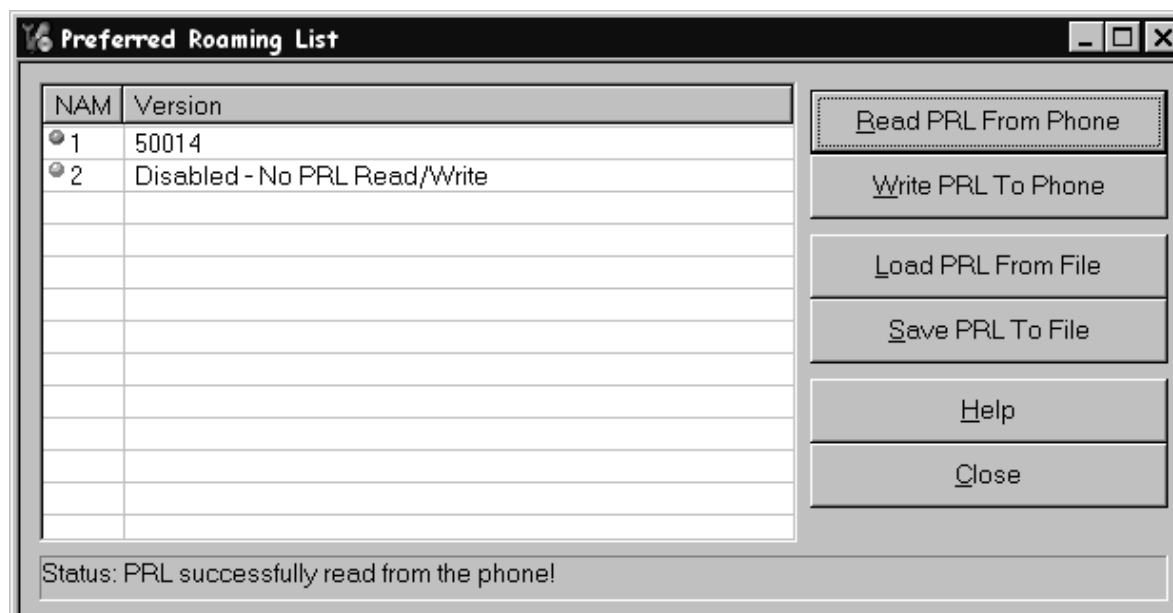 Preferred Roaming List
NAM Version
1 50014
2 Disabled - No PRL Read/Write
Read PRL From Phone
Write PRL To Phone
Load PRL From File
Save PRL To File
Help
Close
Status: PRL successfully read from the phone!